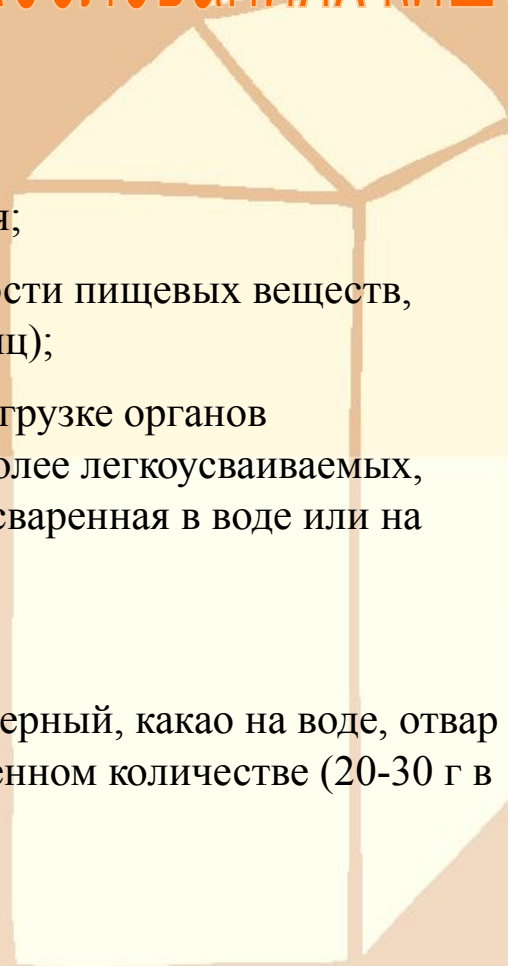 я;
ости пищевых веществ,
иц);
грузке органов
олее легкоусваиваемых,
сваренная в воде или на
ерный, какао на воде, отвар
енном количестве (20-30 г в